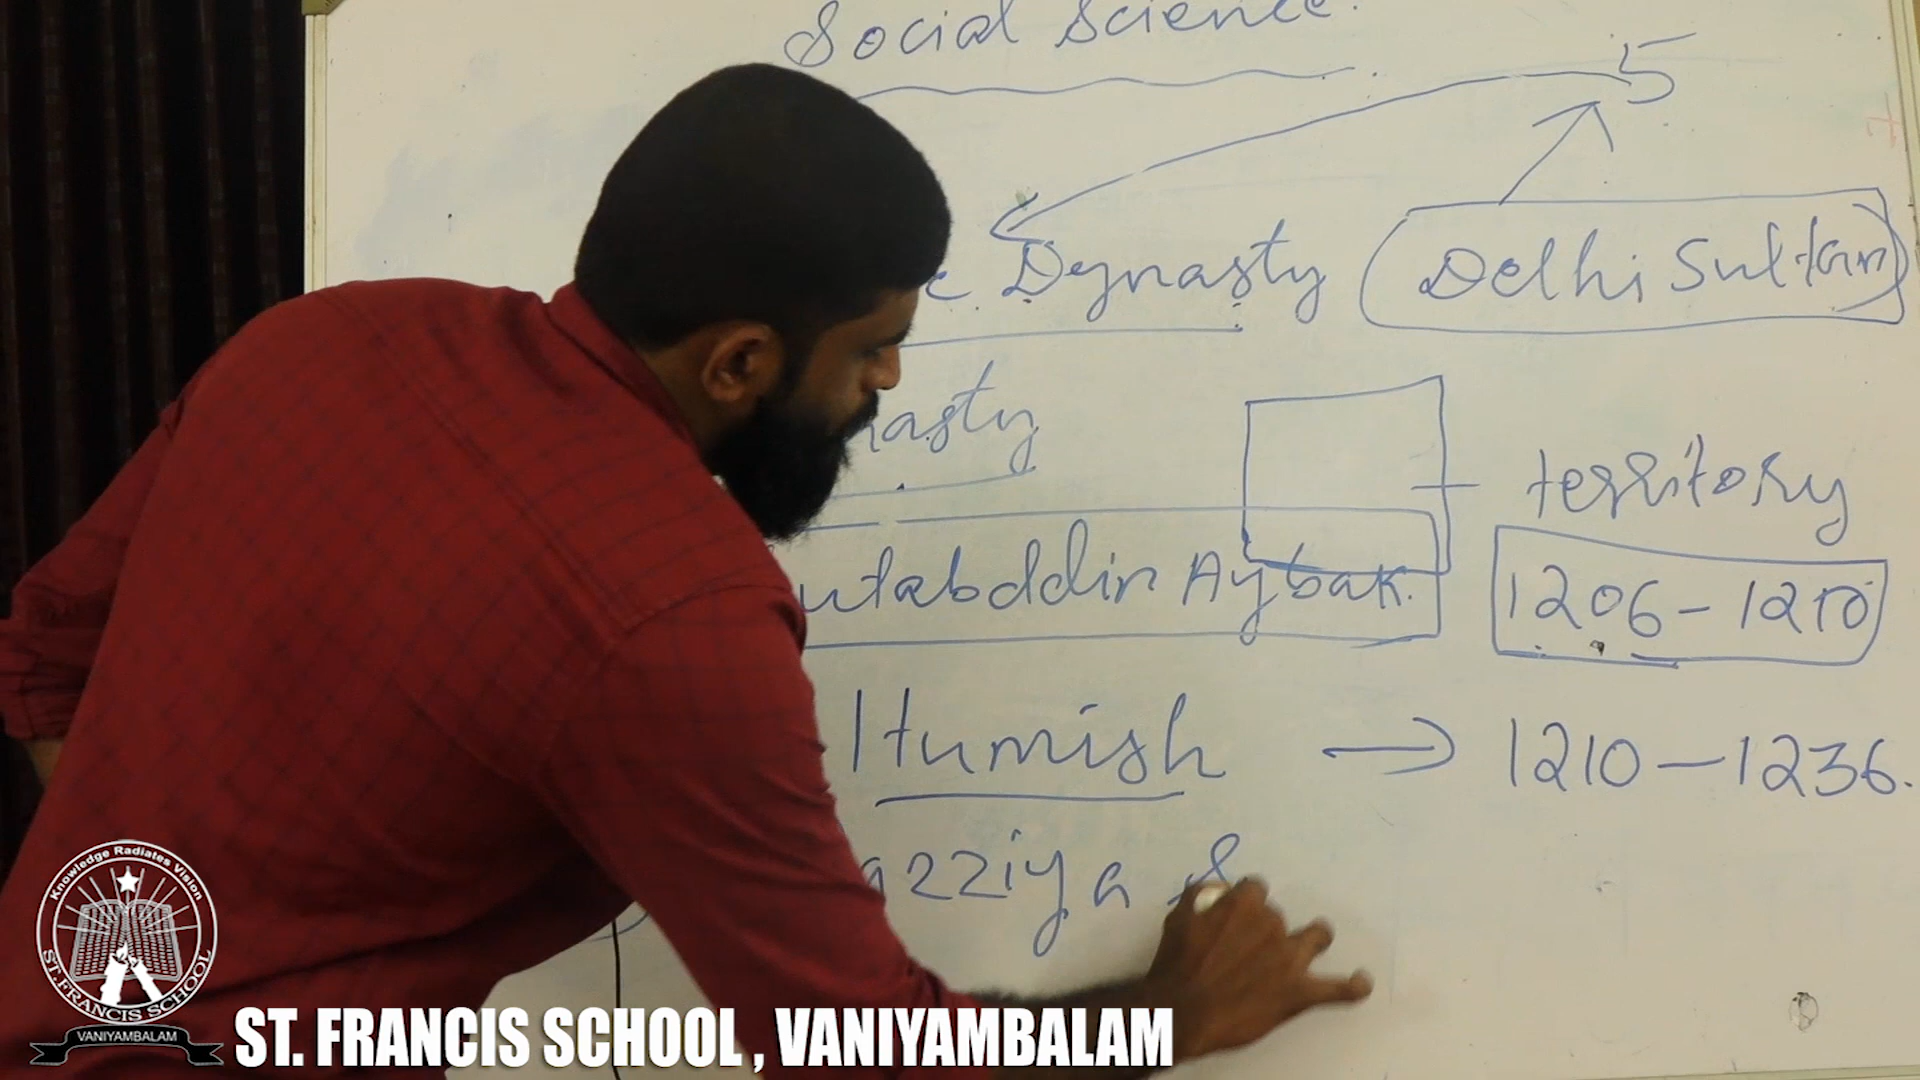 Social Science.
5
Dynasty (Delhi Sultan)
territory
Aybak. 1206-1210
Itumish → 1210-1236.
Knowledge Radiates Vision
ST. FRANCIS SCHOOL
VANIYAMBALAM
ST. FRANCIS SCHOOL, VANIYAMBALAM